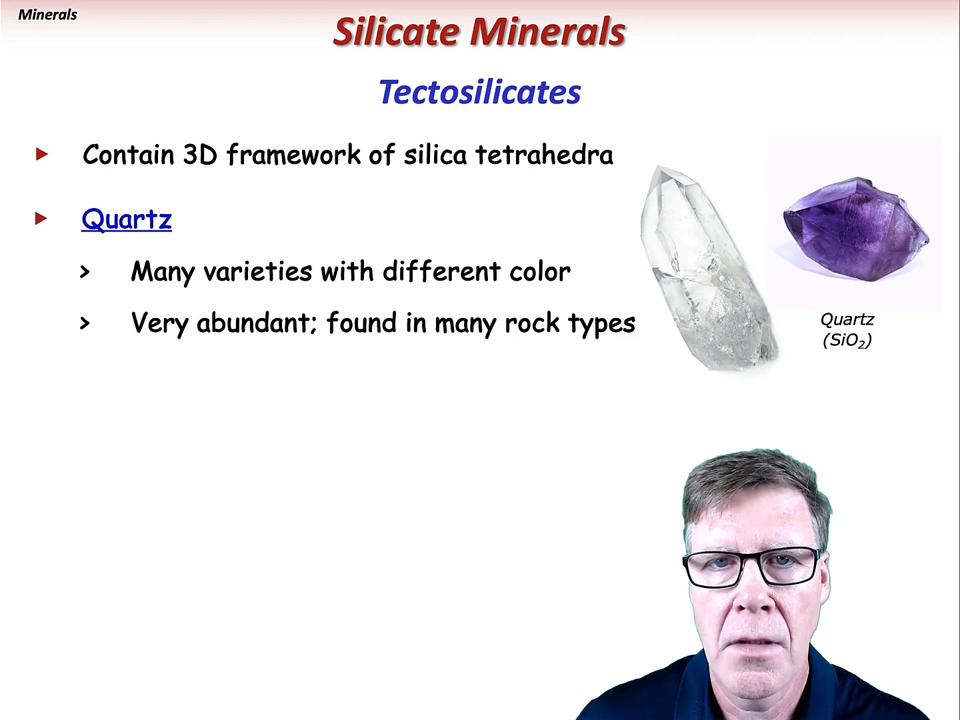 Minerals
Silicate Minerals
Tectosilicates
► Contain 3D framework of silica tetrahedra
► Quartz
> Many varieties with different color
> Very abundant; found in many rock types
Quartz
(SiO₂)